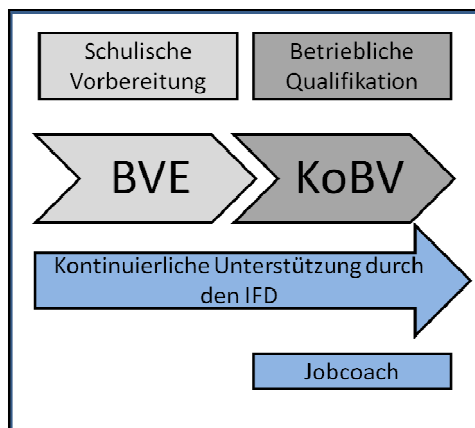 Schulische
Vorbereitung
Betriebliche
Qualifikation
BVE
KoBV
Kontinuierliche Unterstützung durch
den IFD
Jobcoach